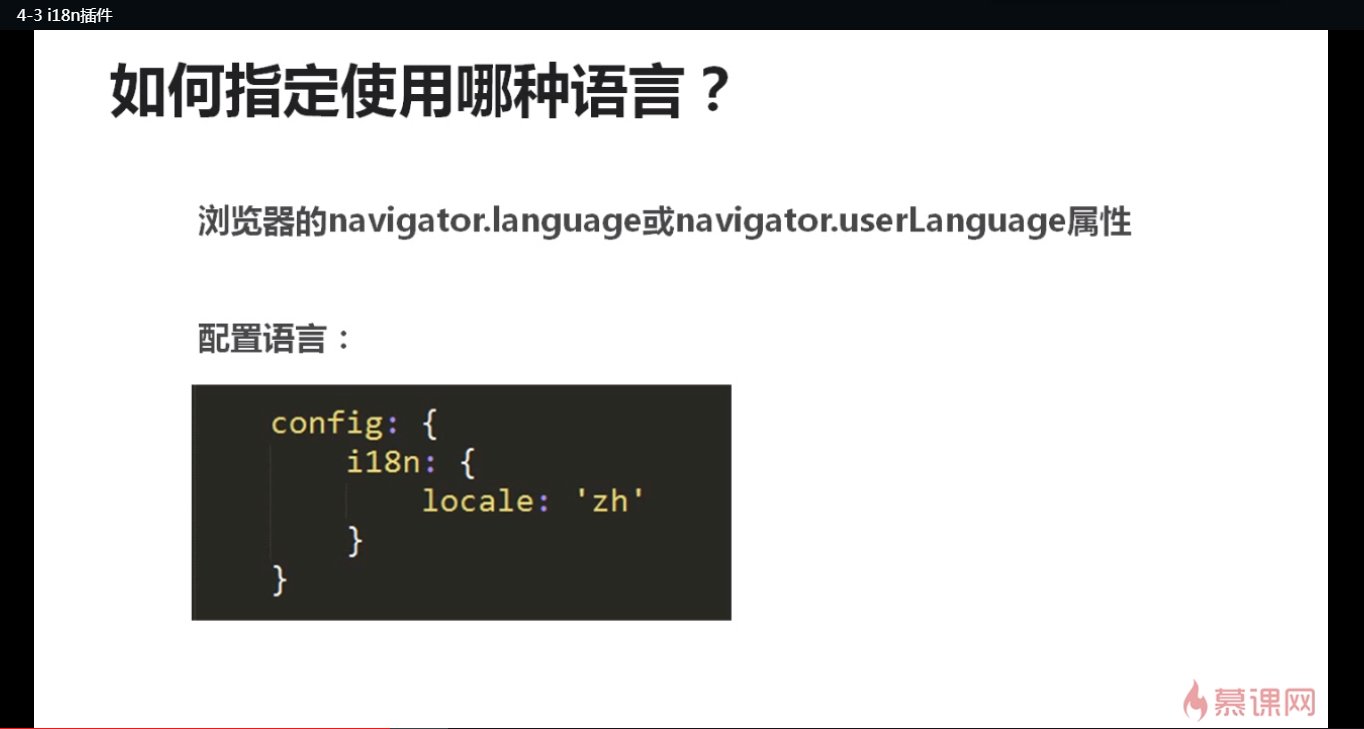 4-3 i18n插件
如何指定使用哪种语言？
浏览器的navigator.language或navigator.userLanguage属性
配置语言：
config: {
i18n: {
locale: 'zh'
}
}
慕课网